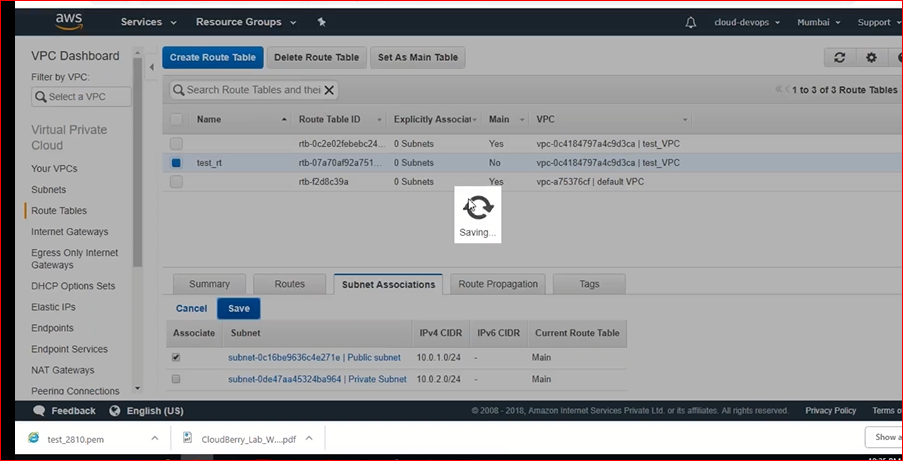 aws Services Resource Groups cloud-devops Mumbai Support
VPC Dashboard
Filter by VPC:
Select a VPC
Virtual Private
Cloud
Your VPCs
Subnets
Route Tables
Internet Gateways
Egress Only Internet
Gateways
DHCP Options Sets
Elastic IPs
Endpoints
Endpoint Services
NAT Gateways
Peering Connections
Create Route Table Delete Route Table Set As Main Table
Search Route Tables and thei 1 to 3 of 3 Route Tables
Name Route Table ID Explicitly Associat Main VPC
rtb-0c2e02febebc24... 0 Subnets Yes vpc-0c4184797a4c9d3ca | test_VPC
test_rt rtb-07a70af92a751... 0 Subnets No vpc-0c4184797a4c9d3ca | test_VPC
rtb-f2d8c39a 0 Subnets Yes vpc-a75376cf | default VPC
Saving...
Summary Routes Subnet Associations Route Propagation Tags
Cancel Save
Associate Subnet IPv4 CIDR IPv6 CIDR Current Route Table
subnet-0c16be9636c4e271e | Public subnet 10.0.1.0/24 - Main
subnet-0de47aa45324ba964 | Private Subnet 10.0.2.0/24 - Main
Feedback English (US) © 2008 - 2018, Amazon Internet Services Private Ltd. or its affiliates. All rights reserved. Privacy Policy Terms
test_2810.pem CloudBerry_Lab_W....pdf Show